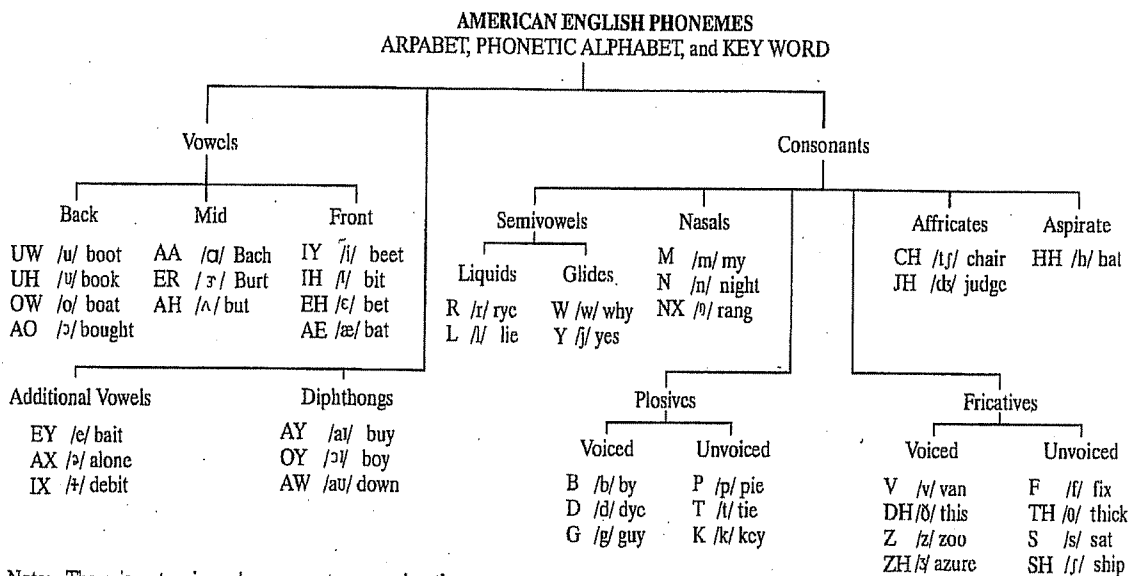 AMERICAN ENGLISH PHONEMES
ARPABET, PHONETIC ALPHABET, and KEY WORD
Vowels
Back
UW /u/ boot
UH /ʊ/ book
OW /o/ boat
AO /ɔ/ bought
Mid
AA /ɑ/ Bach
ER /ɝ/ Burt
AH /ʌ/ but
Front
IY /i/ beet
IH /I/ bit
EH /ɛ/ bet
AE /æ/ bat
Additional Vowels
EY /e/ bait
AX /ə/ alone
IX /ɨ/ debit
Diphthongs
AY /aɪ/ buy
OY /ɔɪ/ boy
AW /aʊ/ down
Consonants
Semivowels
Liquids
R /r/ rye
L /l/ lie
Glides
W /w/ why
Y /j/ yes
Nasals
M /m/ my
N /n/ night
NX /ŋ/ rang
Affricates
CH /tʃ/ chair
JH /ʤ/ judge
Aspirate
HH /h/ hat
Plosives
Voiced
B /b/ by
D /d/ dye
G /g/ guy
Unvoiced
P /p/ pie
T /t/ tie
K /k/ key
Fricatives
Voiced
V /v/ van
DH /ð/ this
Z /z/ zoo
ZH /ʒ/ azure
Unvoiced
F /f/ fix
TH /θ/ thick
S /s/ sat
SH /ʃ/ ship